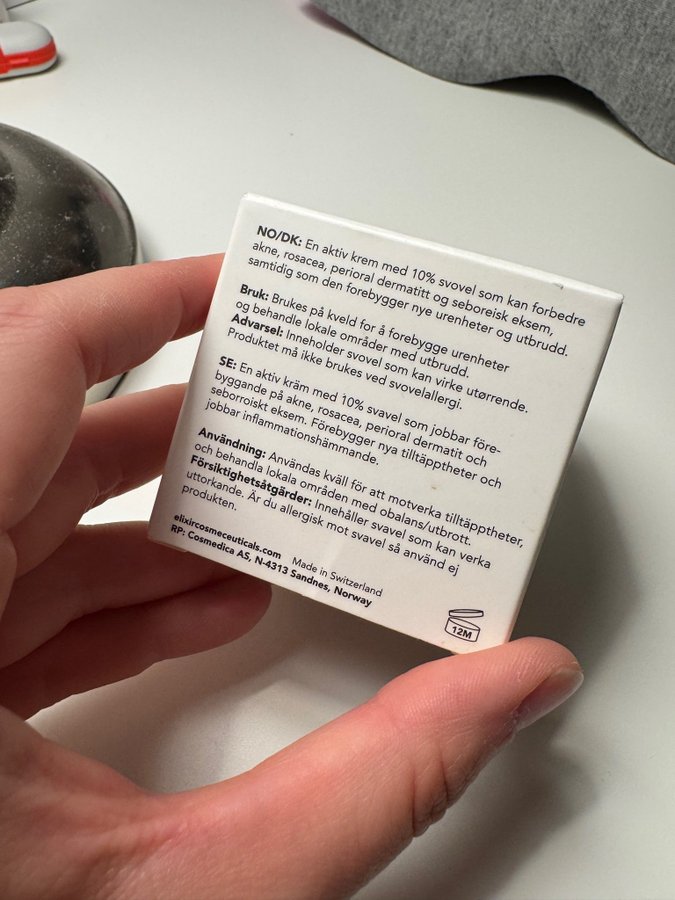 NO/DK: En aktiv krem med 10% svovel som kan forbedre
akne, rosacea, perioral dermatitt og seboreisk eksem,
samtidig som den forebygger nye urenheter og utbrudd.
Bruk: Brukes på kveld for å forebygge urenheter
og behandle lokale områder med utbrudd.
Advarsel: Inneholder svovel som kan virke utørrende.
Produktet må ikke brukes ved svovelallergi.
SE: En aktiv kräm med 10% svavel som jobbar före-
byggande på akne, rosacea, perioral dermatit och
seborroiskt eksem. Förebygger nya tilltäppheter och
jobbar inflammationshämmande.
Användning: Användas kväll för att motverka tilltäpptheter,
och behandla lokala områden med obalans/utbrott.
Försiktighetsåtgärder: Innehåller svavel som kan verka
uttorkande. Är du allergisk mot svavel så använd ej
produkten.
elixircosmeceuticals.com Made in Switzerland
RP: Cosmedica AS, N-4313 Sandnes, Norway
12M